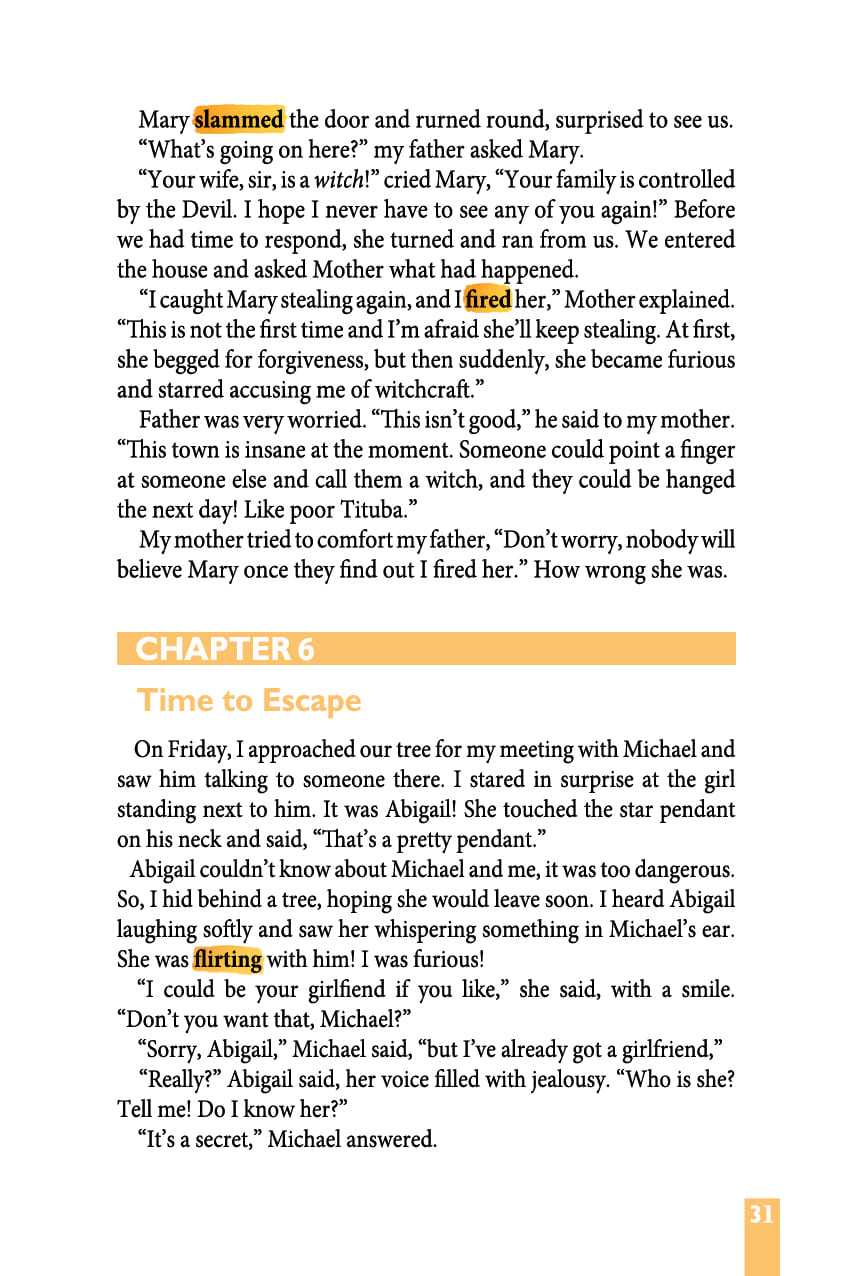 Mary slammed the door and rurned round, surprised to see us.
“What’s going on here?” my father asked Mary.
“Your wife, sir, is a witch!” cried Mary, “Your family is controlled
by the Devil. I hope I never have to see any of you again!” Before
we had time to respond, she turned and ran from us. We entered
the house and asked Mother what had happened.
“I caught Mary stealing again, and I fired her,” Mother explained.
“This is not the first time and I’m afraid she’ll keep stealing. At first,
she begged for forgiveness, but then suddenly, she became furious
and starred accusing me of witchcraft.”
Father was very worried. “This isn’t good,” he said to my mother.
“This town is insane at the moment. Someone could point a finger
at someone else and call them a witch, and they could be hanged
the next day! Like poor Tituba.”
My mother tried to comfort my father, “Don’t worry, nobody will
believe Mary once they find out I fired her.” How wrong she was.
CHAPTER 6
Time to Escape
On Friday, I approached our tree for my meeting with Michael and
saw him talking to someone there. I stared in surprise at the girl
standing next to him. It was Abigail! She touched the star pendant
on his neck and said, “That’s a pretty pendant.”
Abigail couldn’t know about Michael and me, it was too dangerous.
So, I hid behind a tree, hoping she would leave soon. I heard Abigail
laughing softly and saw her whispering something in Michael’s ear.
She was flirting with him! I was furious!
“I could be your girlfiend if you like,” she said, with a smile.
“Don’t you want that, Michael?”
“Sorry, Abigail,” Michael said, “but I’ve already got a girlfriend,”
“Really?” Abigail said, her voice filled with jealousy. “Who is she?
Tell me! Do I know her?”
“It’s a secret,” Michael answered.
31